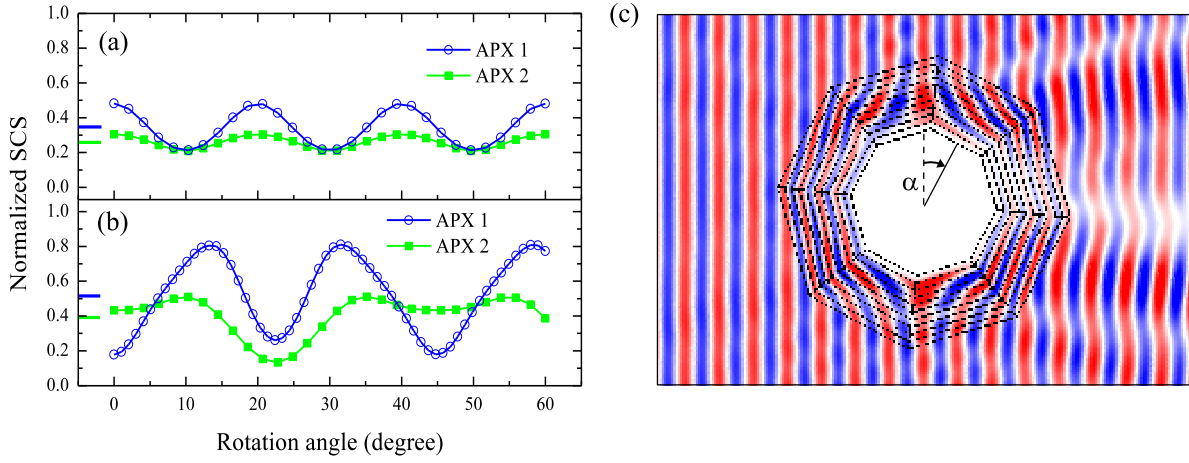 Normalized SCS
1.0
0.8
0.6
0.4
0.2
0.0
(a)
APX 1
APX 2
1.0
0.8
0.6
0.4
0.2
0.0
(b)
APX 1
APX 2
0
10
20
30
40
50
60
Rotation angle (degree)
(c)
α